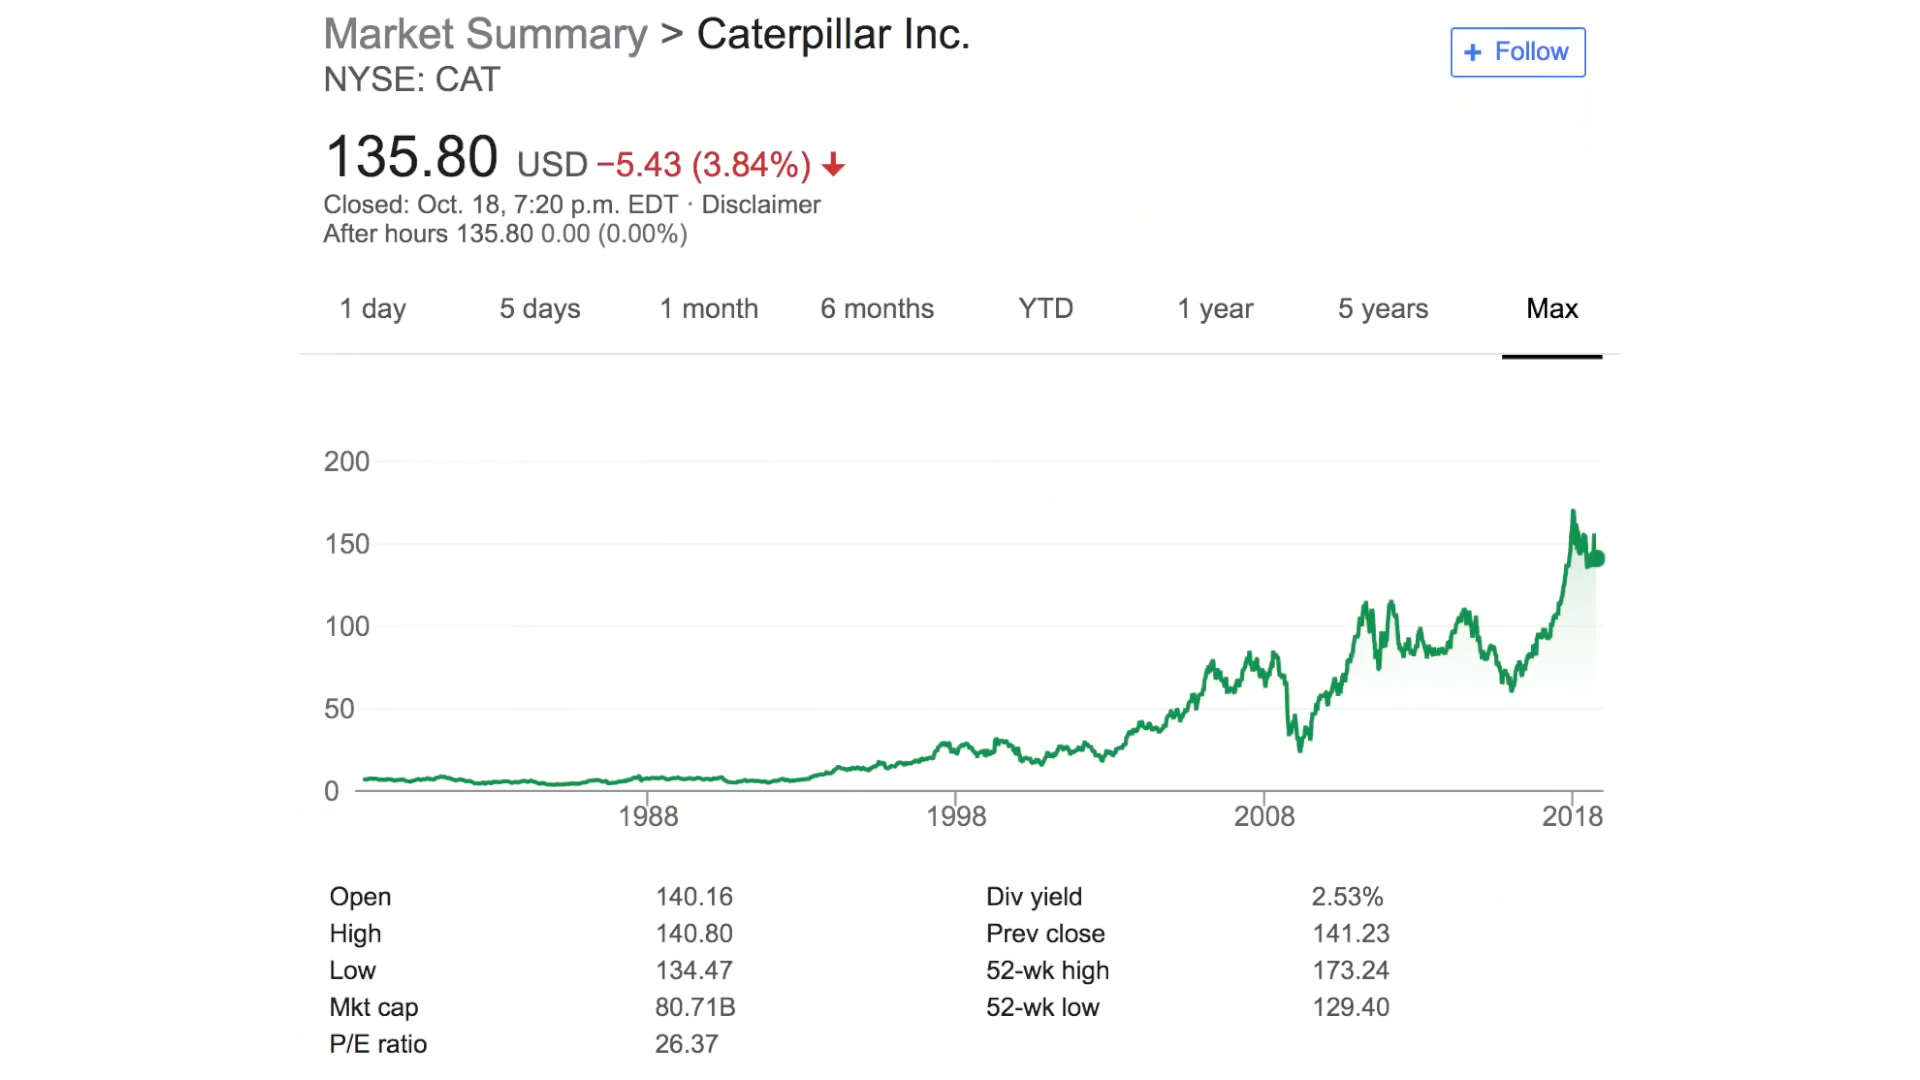 Market Summary > Caterpillar Inc.
NYSE: CAT
+ Follow
135.80 USD −5.43 (3.84%)
Closed: Oct. 18, 7:20 p.m. EDT · Disclaimer
After hours 135.80 0.00 (0.00%)
1 day 5 days 1 month 6 months YTD 1 year 5 years Max
200
150
100
50
0
1988 1998 2008 2018
Open 140.16 Div yield 2.53%
High 140.80 Prev close 141.23
Low 134.47 52-wk high 173.24
Mkt cap 80.71B 52-wk low 129.40
P/E ratio 26.37